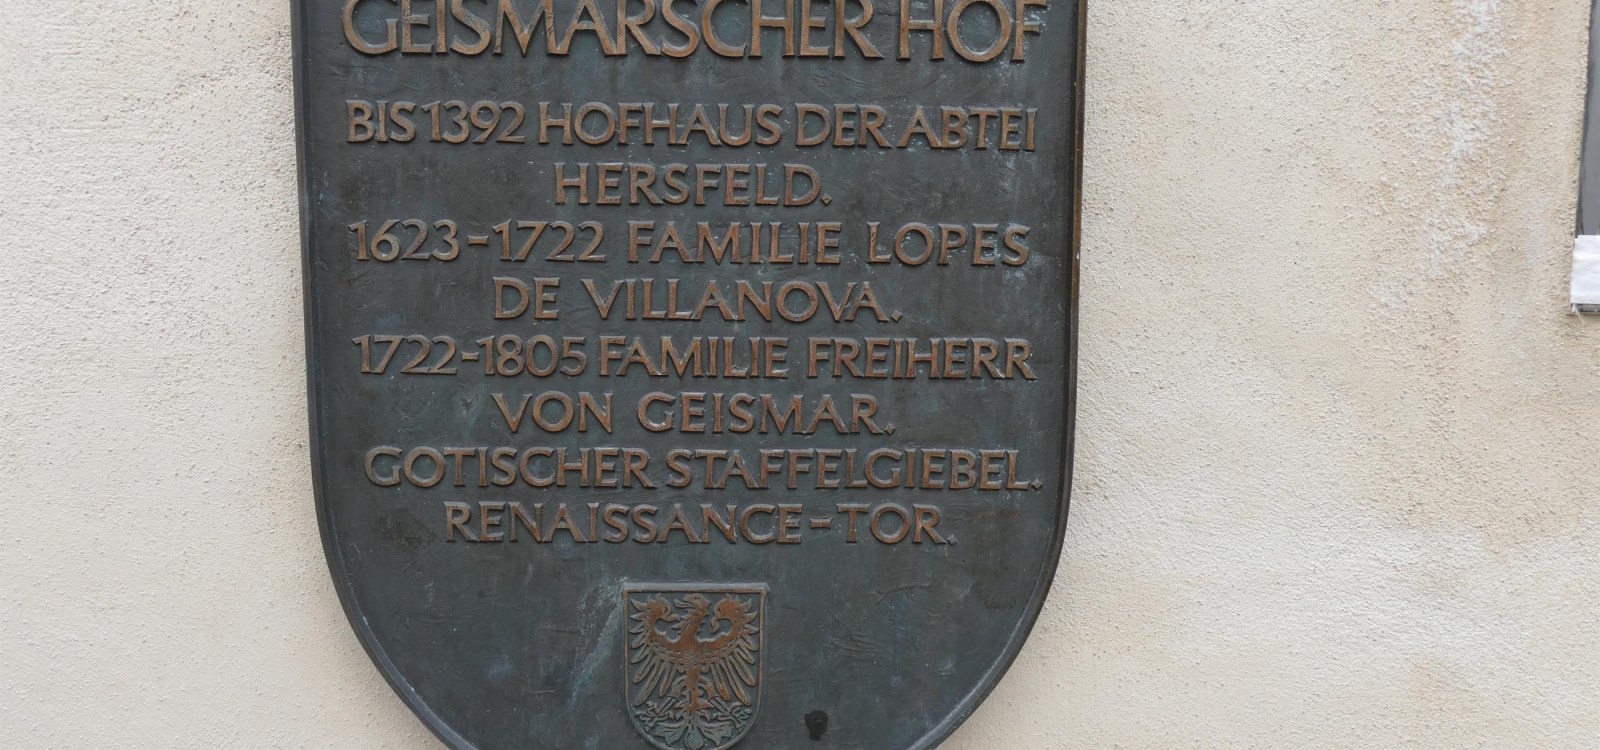 GEISMARSCHER HOF
BIS 1392 HOFHAUS DER ABTEI
HERSFELD.
1623-1722 FAMILIE LOPES
DE VILLANOVA.
1722-1805 FAMILIE FREIHERR
VON GEISMAR.
GOTISCHER STAFFELGIEBEL.
RENAISSANCE-TOR.